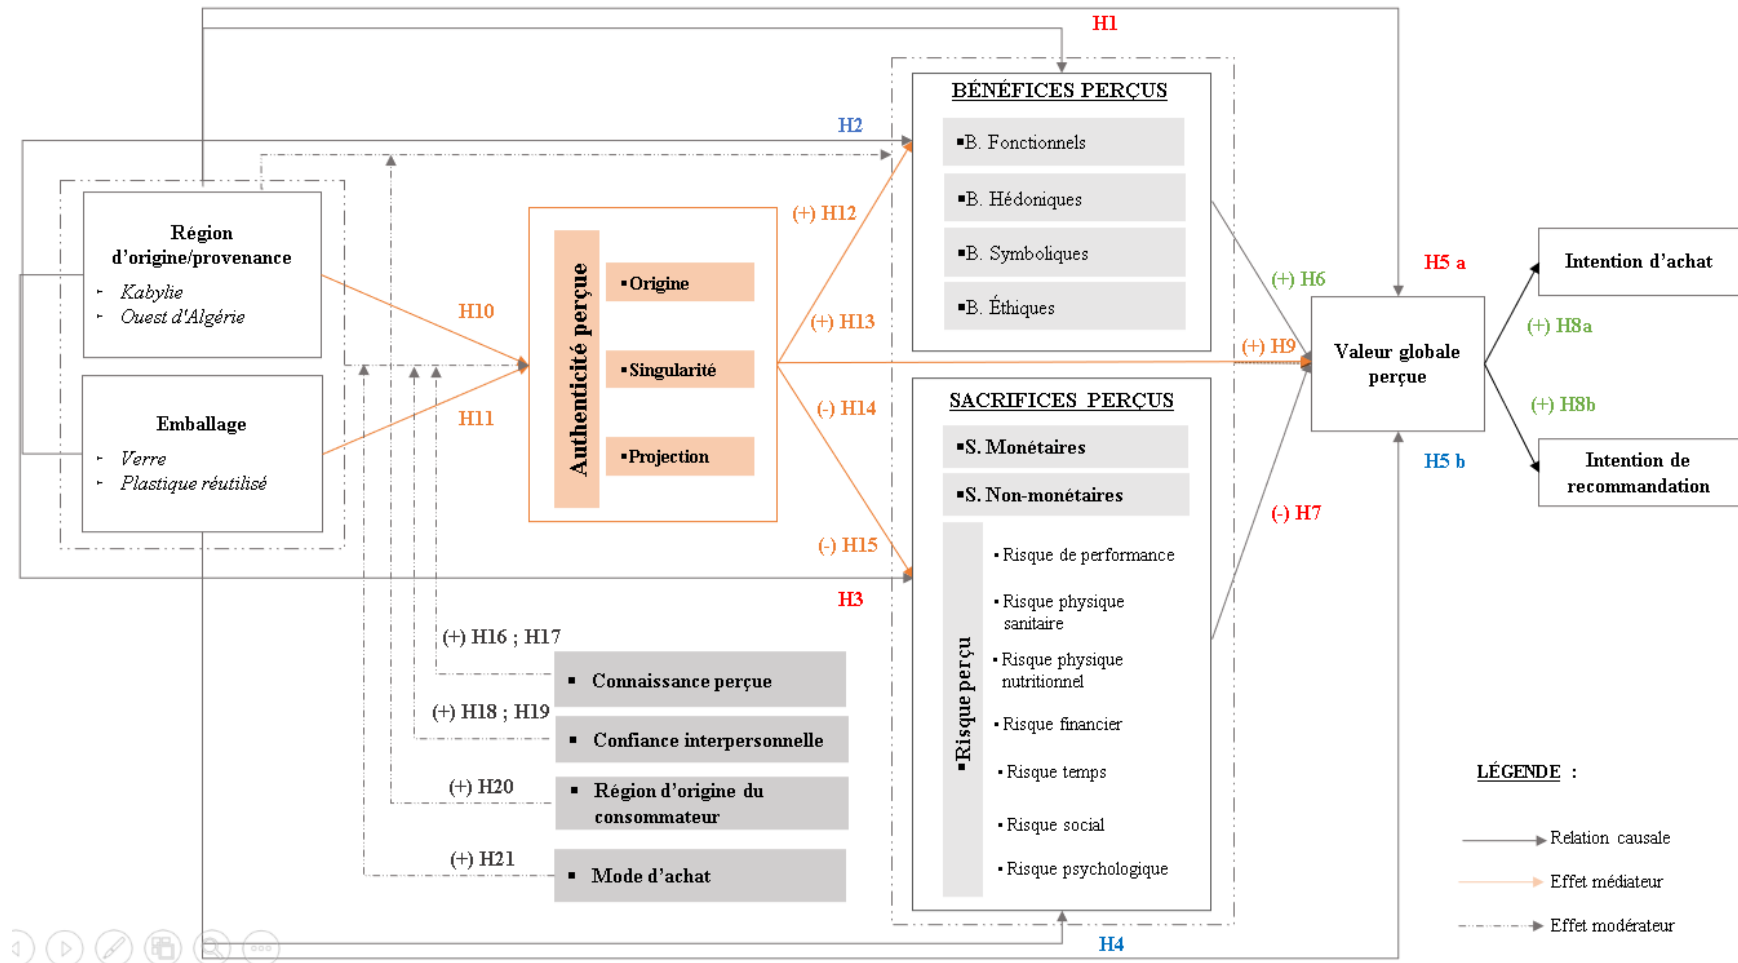 H1
BÉNÉFICES PERÇUS
H2
▪B. Fonctionnels
▪B. Hédoniques
▪B. Symboliques
▪B. Éthiques
Région
d'origine/provenance
- Kabylie
- Ouest d'Algérie
Emballage
- Verre
- Plastique réutilisé
H10
H11
Authenticité perçue
▪Origine
▪Singularité
▪Projection
(+) H12
(+) H13
(-) H14
(-) H15
H3
(+) H6
(+) H9
(-) H7
H5 a
Valeur globale
perçue
H5 b
Intention d'achat
(+) H8a
(+) H8b
Intention de
recommandation
SACRIFICES PERÇUS
▪S. Monétaires
▪S. Non-monétaires
▪Risque perçu
▪ Risque de performance
▪ Risque physique
sanitaire
▪ Risque physique
nutritionnel
▪ Risque financier
▪ Risque temps
▪ Risque social
▪ Risque psychologique
(+) H16 ; H17
▪ Connaissance perçue
(+) H18 ; H19
▪ Confiance interpersonnelle
(+) H20
▪ Région d'origine du
consommateur
(+) H21
▪ Mode d'achat
H4
LÉGENDE :
Relation causale
Effet médiateur
Effet modérateur